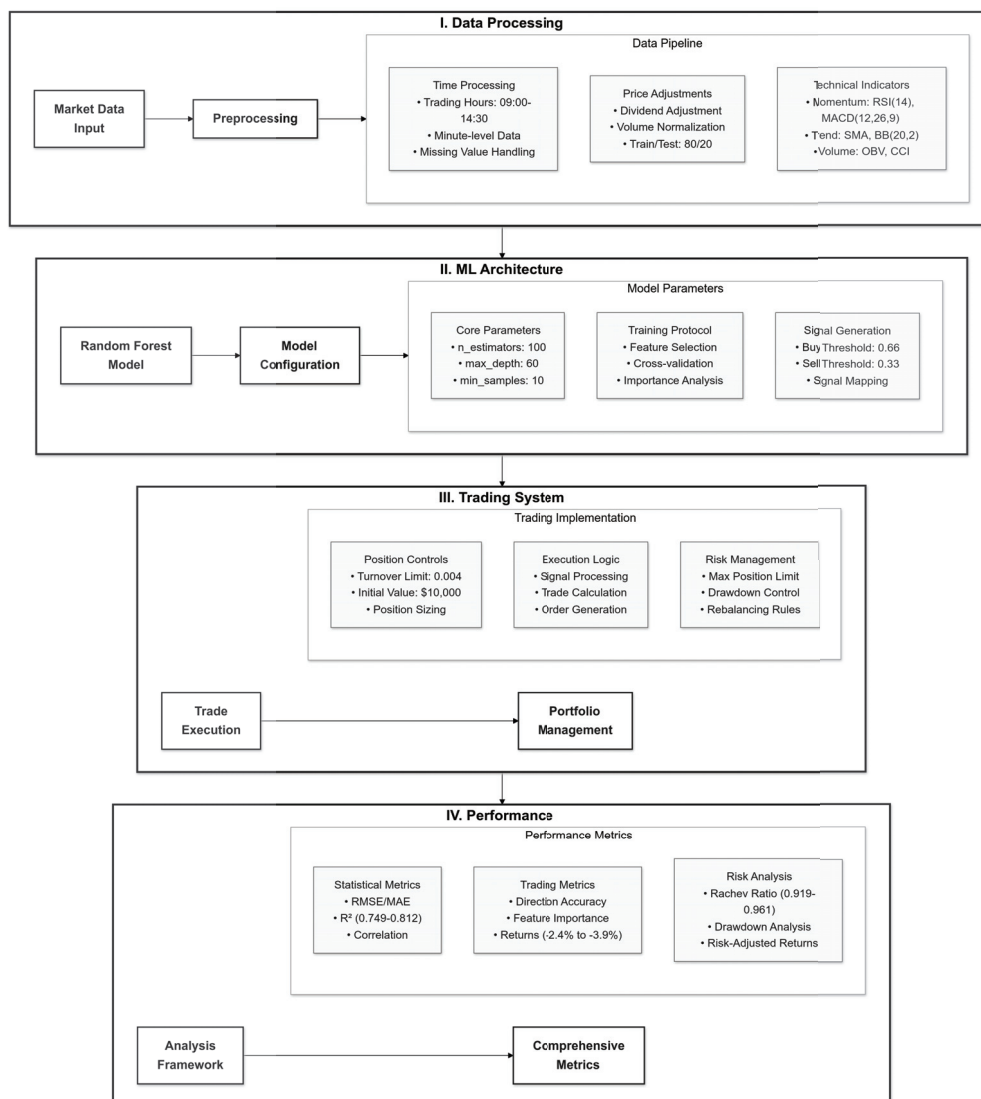 I. Data Processing
Data Pipeline
Market Data
Input
Preprocessing
Time Processing
• Trading Hours: 09:00-
14:30
• Minute-level Data
• Missing Value Handling
Price Adjustments
• Dividend Adjustment
• Volume Normalization
• Train/Test: 80/20
Technical Indicators
• Momentum: RSI(14),
MACD(12,26,9)
• Trend: SMA, BB(20,2)
• Volume: OBV, CCI
II. ML Architecture
Model Parameters
Random Forest
Model
Model
Configuration
Core Parameters
• n_estimators: 100
• max_depth: 60
• min_samples: 10
Training Protocol
• Feature Selection
• Cross-validation
• Importance Analysis
Signal Generation
• Buy Threshold: 0.66
• Sell Threshold: 0.33
• Signal Mapping
III. Trading System
Trading Implementation
Position Controls
• Turnover Limit: 0.004
• Initial Value: $10,000
• Position Sizing
Execution Logic
• Signal Processing
• Trade Calculation
• Order Generation
Risk Management
• Max Position Limit
• Drawdown Control
• Rebalancing Rules
Trade
Execution
Portfolio
Management
IV. Performance
Performance Metrics
Statistical Metrics
• RMSE/MAE
• R² (0.749-0.812)
• Correlation
Trading Metrics
• Direction Accuracy
• Feature Importance
• Returns (-2.4% to -3.9%)
Risk Analysis
• Rachev Ratio (0.919-
0.961)
• Drawdown Analysis
• Risk-Adjusted Returns
Analysis
Framework
Comprehensive
Metrics